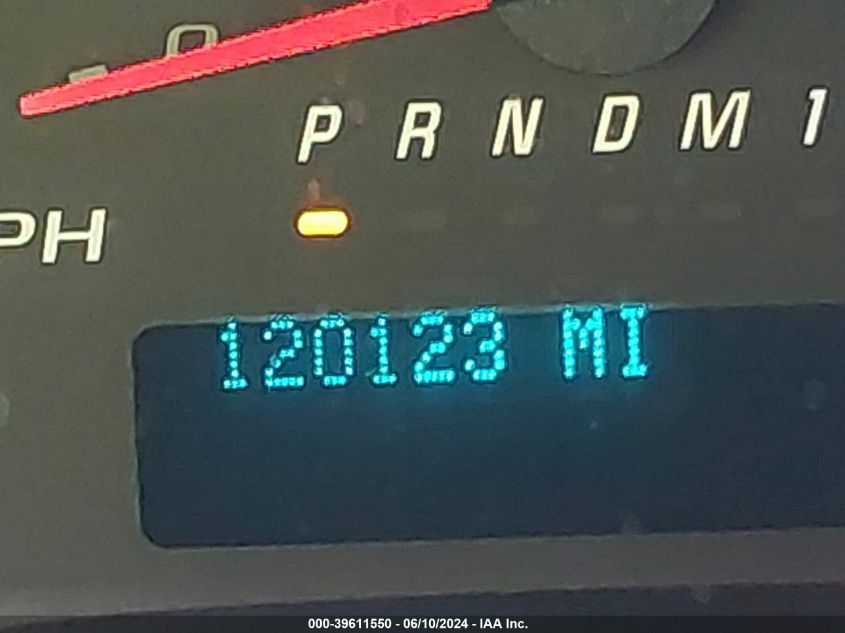 0
P R N D M 1
PH
120123 MI
000-39611550 - 06/10/2024 - IAA Inc.